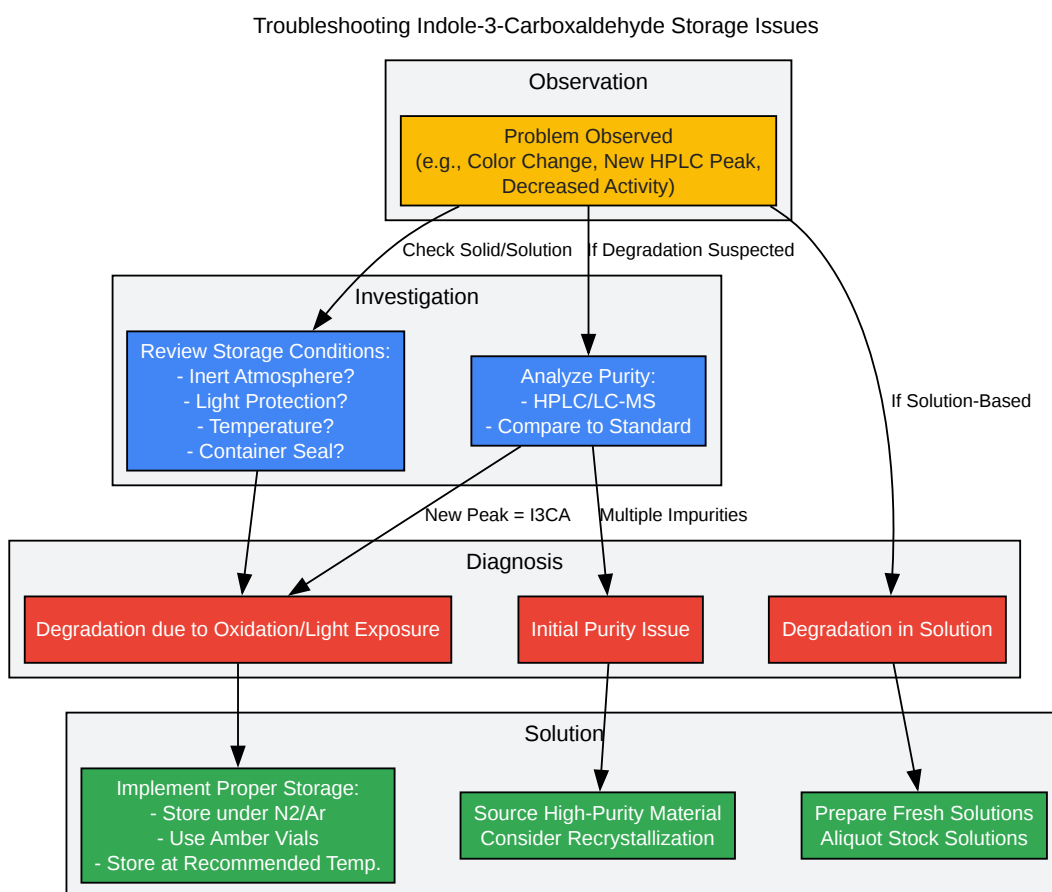 Troubleshooting Indole-3-Carboxaldehyde Storage Issues
Observation
Problem Observed
(e.g., Color Change, New HPLC Peak,
Decreased Activity)
Check Solid/Solution
If Degradation Suspected
Investigation
Review Storage Conditions:
- Inert Atmosphere?
- Light Protection?
- Temperature?
- Container Seal?
Analyze Purity:
- HPLC/LC-MS
- Compare to Standard
If Solution-Based
New Peak = I3CA
Multiple Impurities
Diagnosis
Degradation due to Oxidation/Light Exposure
Initial Purity Issue
Degradation in Solution
Solution
Implement Proper Storage:
- Store under N2/Ar
- Use Amber Vials
- Store at Recommended Temp.
Source High-Purity Material
Consider Recrystallization
Prepare Fresh Solutions
Aliquot Stock Solutions